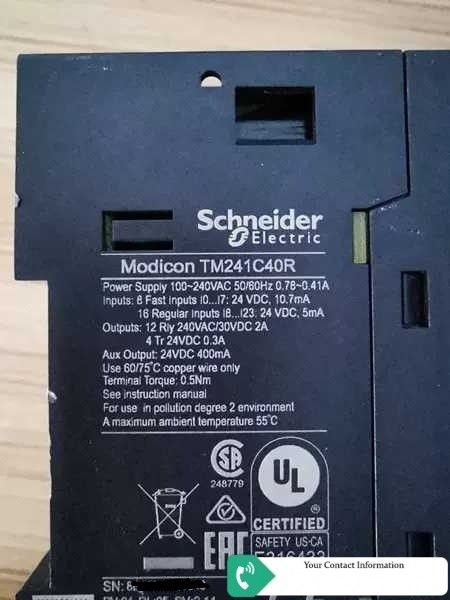 Schneider
Electric
Modicon TM241C40R
Power Supply 100~240VAC 50/60Hz 0.78~0.41A
Inputs: 8 Fast inputs I0...I7: 24 VDC, 10.7mA
16 Regular Inputs I8...I23: 24 VDC, 5mA
Outputs: 12 Rly 240VAC/30VDC 2A
4 Tr 24VDC 0.3A
Aux Output: 24VDC 400mA
Use 60/75°C copper wire only
Terminal Torque: 0.5Nm
See instruction manual
For use in pollution degree 2 environment
A maximum ambient temperature 55°C
SA
248779
UL
CERTIFIED
SAFETY US-CA
EAC
SN:
Your Contact Information